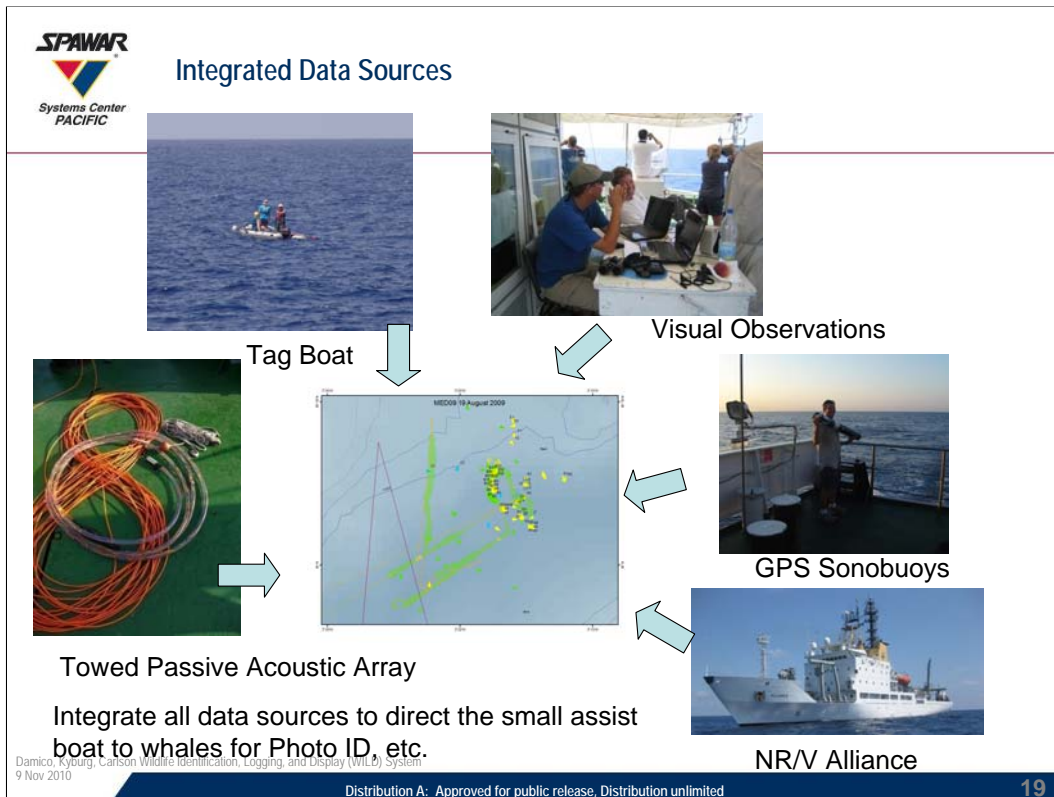 SPAWAR
Systems Center
PACIFIC
Integrated Data Sources
Tag Boat
Visual Observations
MED09 19 August 2009
GPS Sonobuoys
Towed Passive Acoustic Array
NR/V Alliance
Integrate all data sources to direct the small assist
boat to whales for Photo ID, etc.
Damico, Kyburg, Carlson Wildlife Identification, Logging, and Display (WILD) System
9 Nov 2010
Distribution A: Approved for public release, Distribution unlimited
19